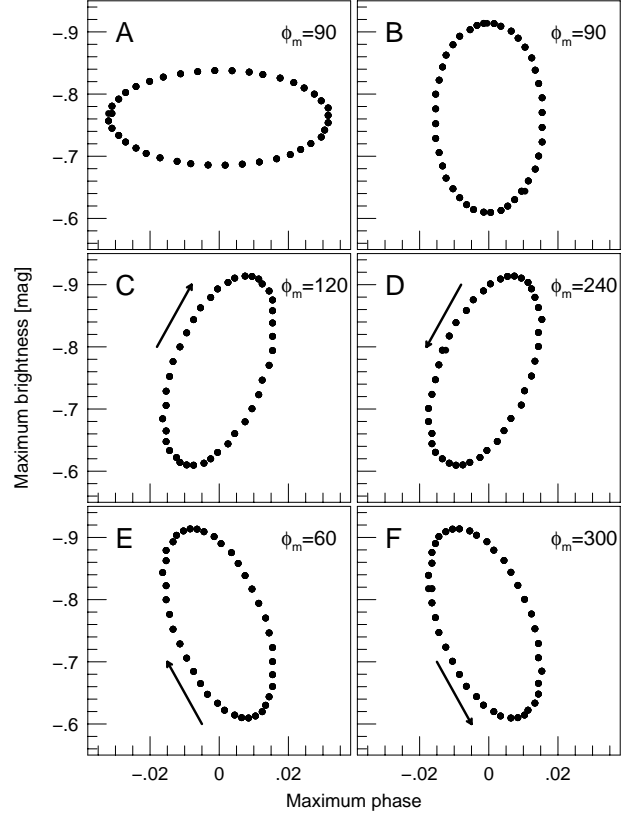 A ϕm=90
B ϕm=90
-.9
-.8
-.7
-.6
C ϕm=120
D ϕm=240
-.9
-.8
-.7
-.6
E ϕm=60
F ϕm=300
-.9
-.8
-.7
-.6
Maximum brightness [mag]
-.02 0 .02
-.02 0 .02
Maximum phase